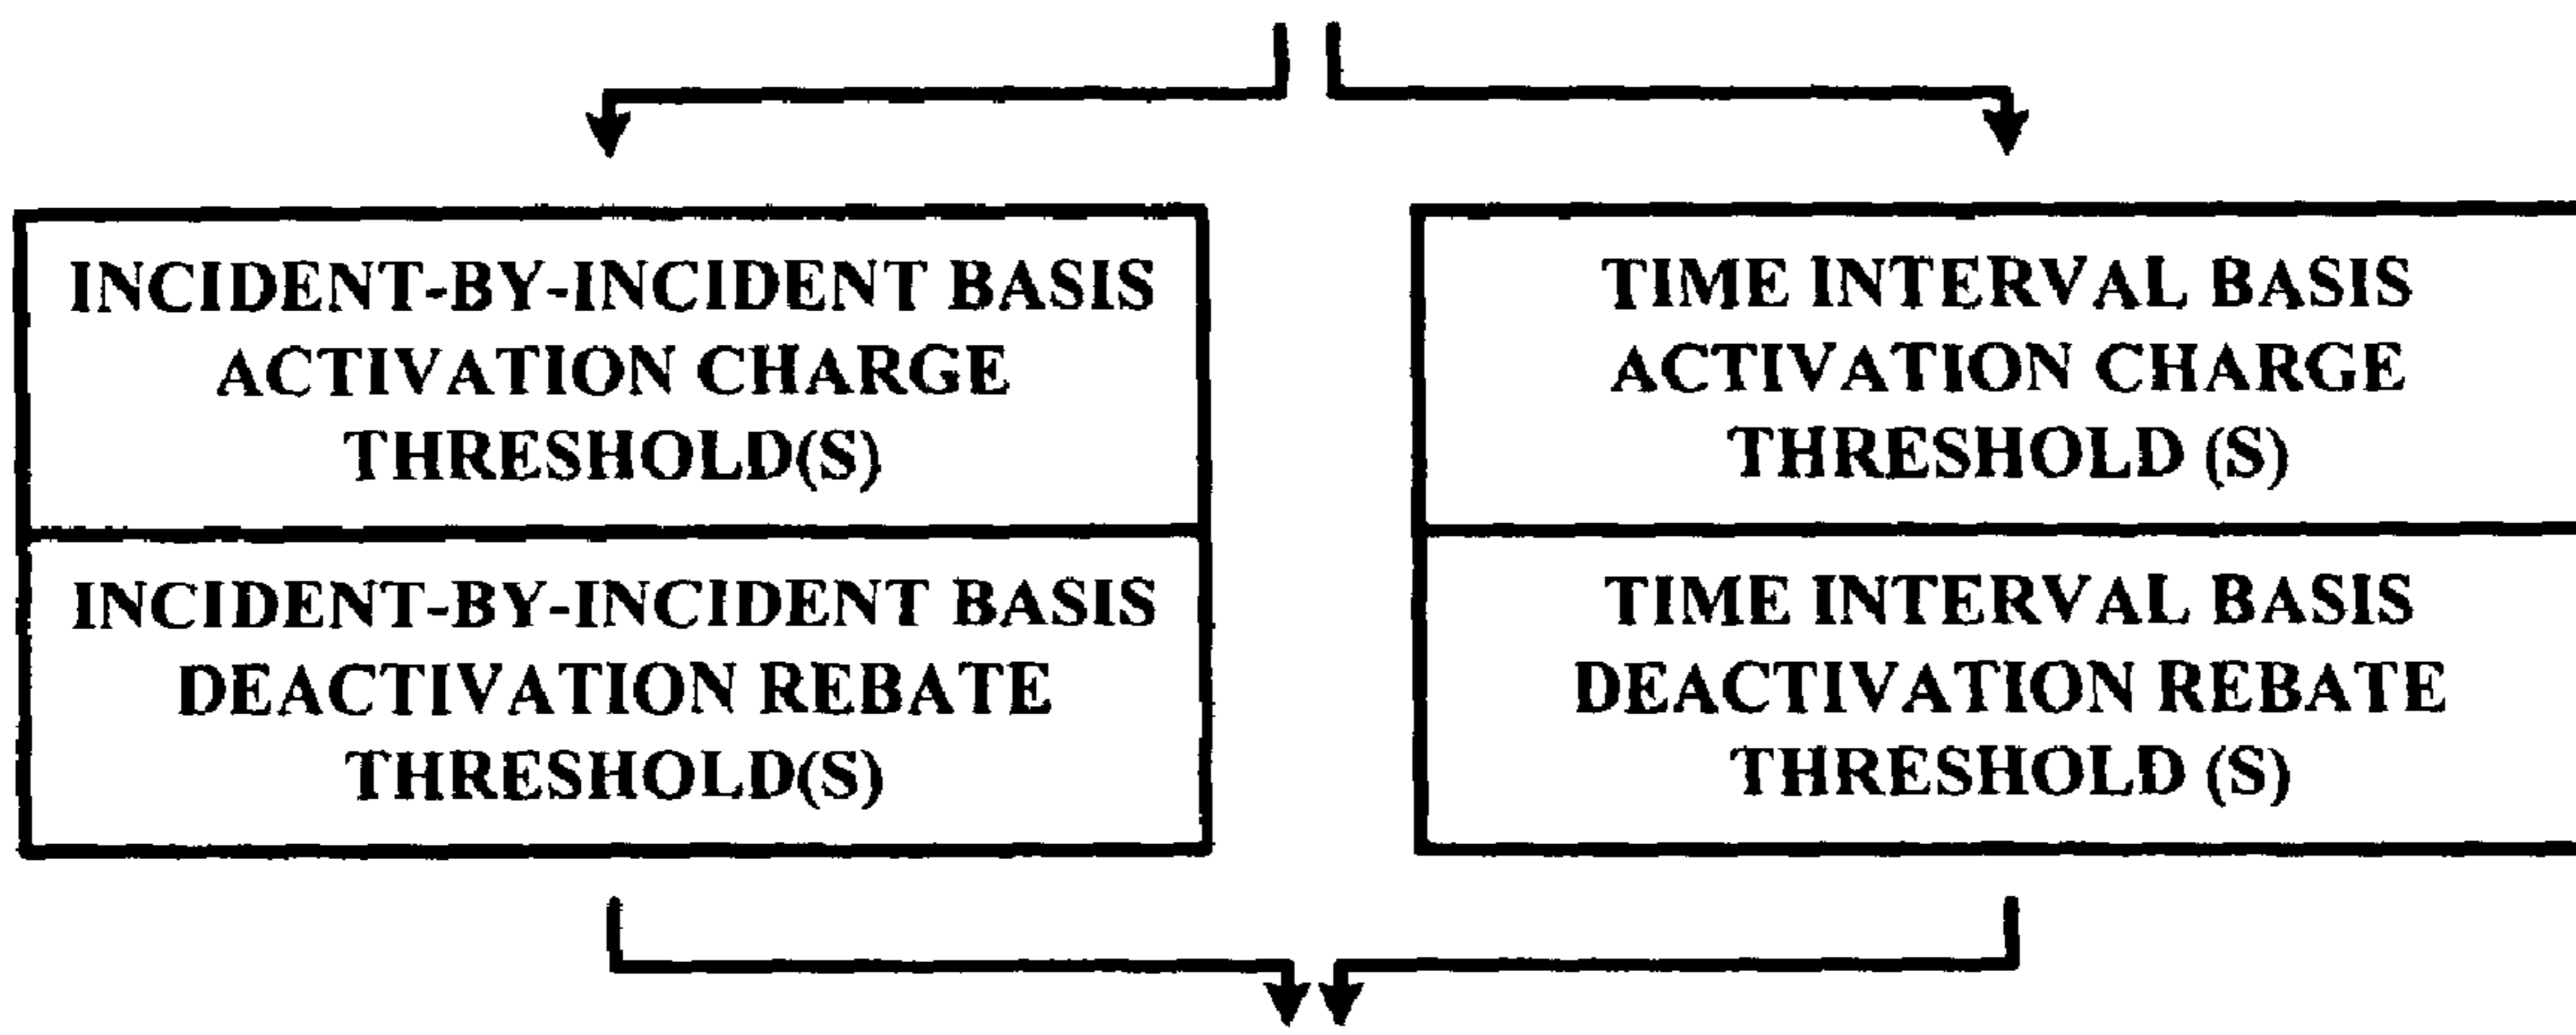 INCIDENT-BY-INCIDENT BASIS
ACTIVATION CHARGE
THRESHOLD(S)
INCIDENT-BY-INCIDENT BASIS
DEACTIVATION REBATE
THRESHOLD(S)
TIME INTERVAL BASIS
ACTIVATION CHARGE
THRESHOLD (S)
TIME INTERVAL BASIS
DEACTIVATION REBATE
THRESHOLD (S)